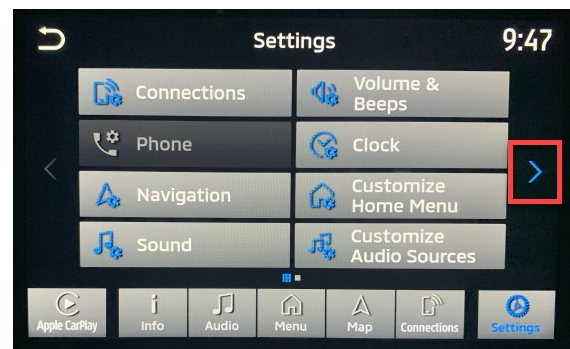 Settings
9:47
Connections
Volume &
Beeps
Phone
Clock
Navigation
Customize
Home Menu
Sound
Customize
Audio Sources
Apple CarPlay
Info
Audio
Menu
Map
Connections
Settings